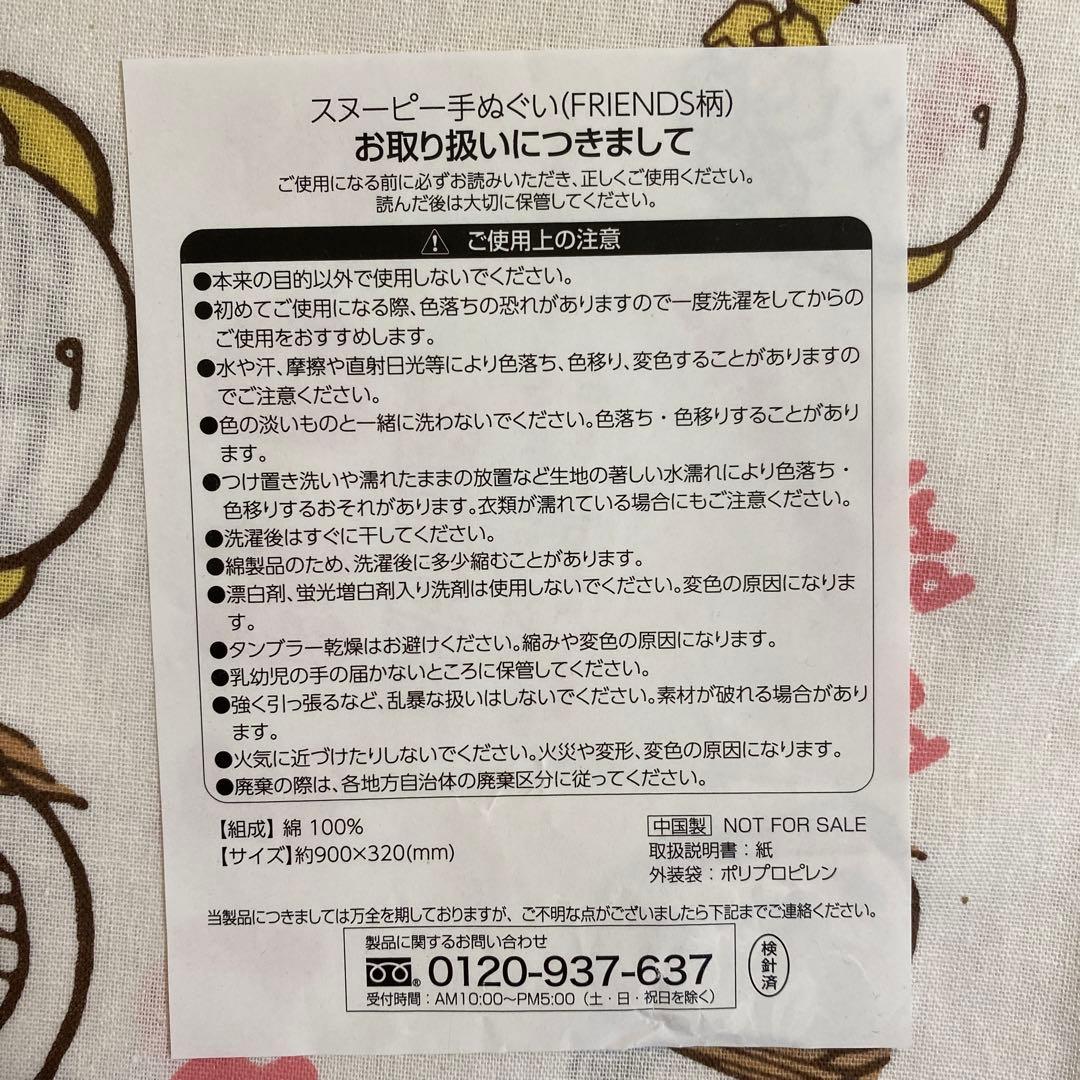 スヌーピー手ぬぐい(FRIENDS柄)
お取り扱いにつきまして
ご使用になる前に必ずお読みいただき、正しくご使用ください。
読んだ後は大切に保管してください。
ご使用上の注意
●本来の目的以外で使用しないでください。
●初めてご使用になる際、色落ちの恐れがありますので一度洗濯をしてからの
ご使用をおすすめします。
●水や汗、摩擦や直射日光等により色落ち、色移り、変色することがありますの
でご注意ください。
●色の淡いものと一緒に洗わないでください。色落ち・色移りすることがあり
ます。
●つけ置き洗いや濡れたままの放置など生地の著しい水濡れにより色落ち・
色移りするおそれがあります。衣類が濡れている場合にもご注意ください。
●洗濯後はすぐに干してください。
●綿製品のため、洗濯後に多少縮むことがあります。
●漂白剤、蛍光増白剤入り洗剤は使用しないでください。変色の原因になりま
す。
●タンブラー乾燥はお避けください。縮みや変色の原因になります。
●乳幼児の手の届かないところに保管してください。
●強く引っ張るなど、乱暴な扱いはしないでください。素材が破れる場合があり
ます。
●火気に近づけたりしないでください。火災や変形、変色の原因になります。
●廃棄の際は、各地方自治体の廃棄区分に従ってください。
【組成】綿 100%
【サイズ】約900×320(mm)
中国製 NOT FOR SALE
取扱説明書：紙
外装袋：ポリプロピレン
当製品につきましては万全を期しておりますが、ご不明な点がございましたら下記までご連絡ください。
製品に関するお問い合わせ
® 0120-937-637
受付時間：AM10:00〜PM5:00（土・日・祝日を除く）
検針済